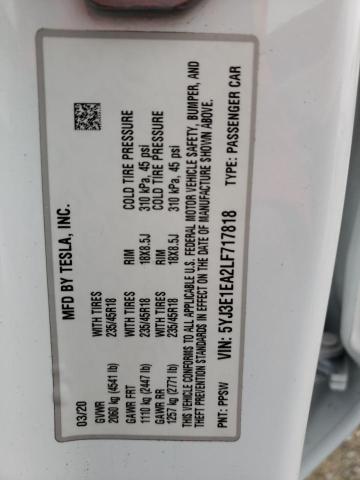 MFD BY TESLA, INC.
03/20
GVWR
2060 kg (4541 lb)
WITH TIRES
235/45R18
RIM
18X8.5J
COLD TIRE PRESSURE
310 kPa, 45 psi
GAWR FRT
1110 kg (2447 lb)
WITH TIRES
235/45R18
RIM
18X8.5J
COLD TIRE PRESSURE
310 kPa, 45 psi
GAWR RR
1257 kg (2771 lb)
THIS VEHICLE CONFORMS TO ALL APPLICABLE U.S. FEDERAL MOTOR VEHICLE SAFETY, BUMPER, AND
THEFT PREVENTION STANDARDS IN EFFECT ON THE DATE OF MANUFACTURE SHOWN ABOVE.
PNT: PPSW
VIN: 5YJ3E1EA2LF717818
TYPE: PASSENGER CAR